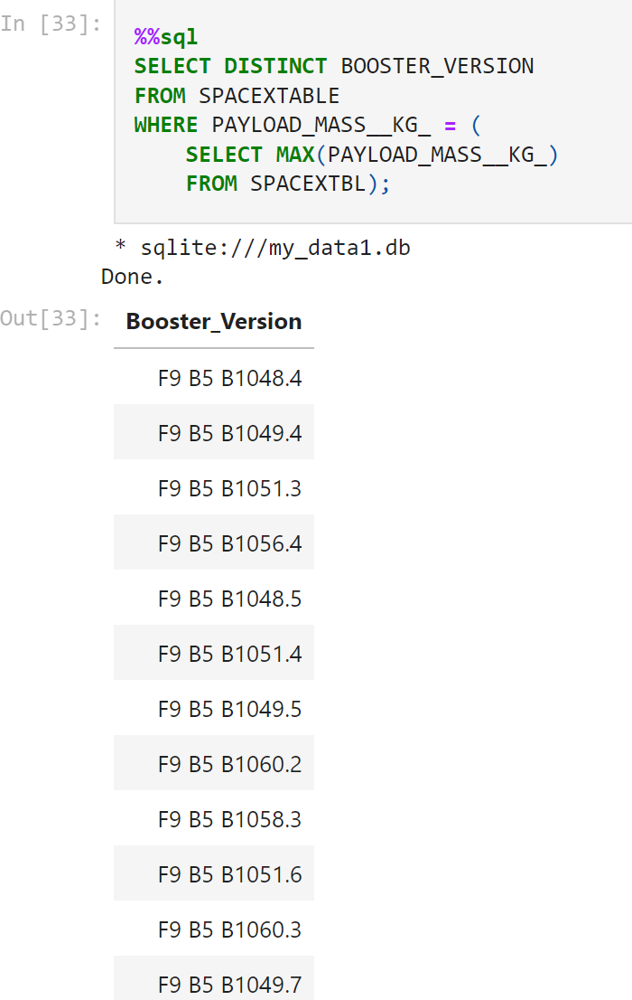 In [33]:
%%sql
SELECT DISTINCT BOOSTER_VERSION
FROM SPACEXTABLE
WHERE PAYLOAD_MASS__KG_ = (
    SELECT MAX(PAYLOAD_MASS__KG_)
    FROM SPACEXTBL);
* sqlite:///my_data1.db
Done.
Out[33]:
Booster_Version
F9 B5 B1048.4
F9 B5 B1049.4
F9 B5 B1051.3
F9 B5 B1056.4
F9 B5 B1048.5
F9 B5 B1051.4
F9 B5 B1049.5
F9 B5 B1060.2
F9 B5 B1058.3
F9 B5 B1051.6
F9 B5 B1060.3
F9 B5 B1049.7